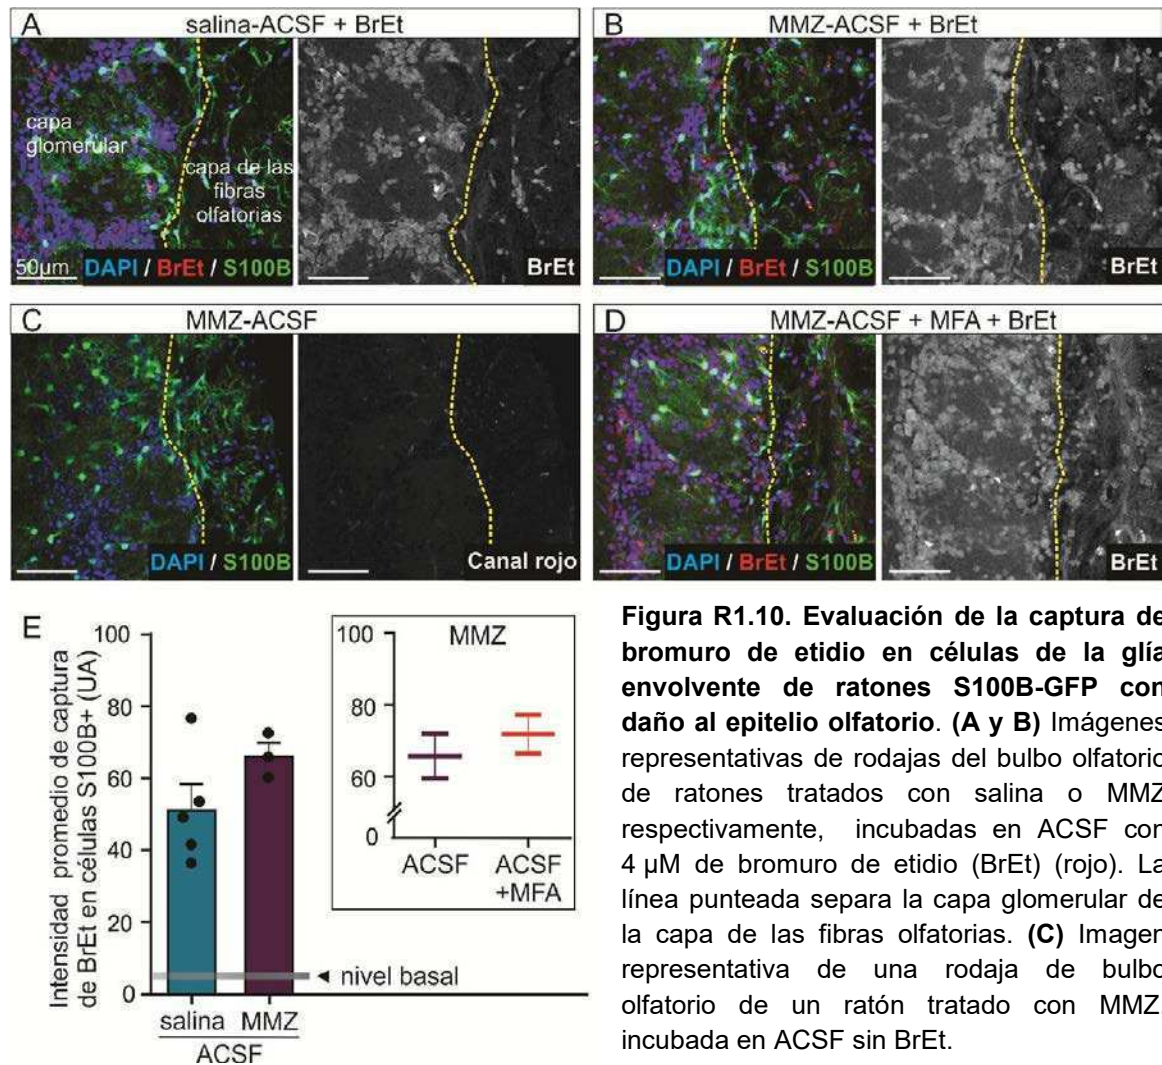 A salina-ACSF + BrEt
capa
glomerular
capa de las
fibras
olfatorias
50µm DAPI / BrEt / S100B
BrEt
B MMZ-ACSF + BrEt
DAPI / BrEt / S100B
BrEt
C MMZ-ACSF
DAPI / S100B
Canal rojo
D MMZ-ACSF + MFA + BrEt
DAPI / BrEt / S100B
BrEt
E
Intensidad promedio de captura
de BrEt en células S100B+ (UA)
100
80
60
40
20
0
salina MMZ
ACSF
nivel basal
MMZ
100
80
60
0
ACSF ACSF
+MFA
Figura R1.10. Evaluación de la captura de
bromuro de etidio en células de la glía
envolvente de ratones S100B-GFP con
daño al epitelio olfatorio. (A y B) Imágenes
representativas de rodajas del bulbo olfatorio
de ratones tratados con salina o MMZ
respectivamente, incubadas en ACSF con
4 µM de bromuro de etidio (BrEt) (rojo). La
línea punteada separa la capa glomerular de
la capa de las fibras olfatorias. (C) Imagen
representativa de una rodaja de bulbo
olfatorio de un ratón tratado con MMZ,
incubada en ACSF sin BrEt.